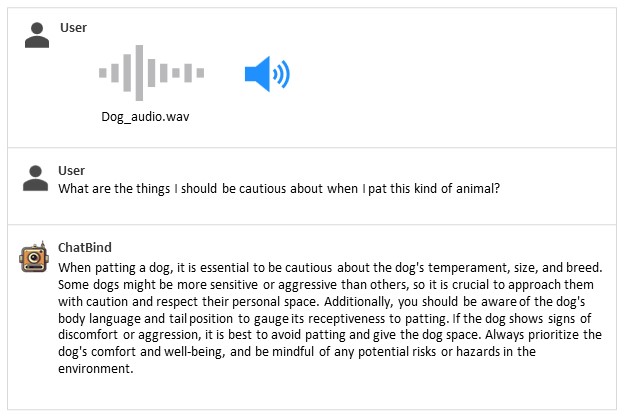 User
Dog_audio.wav
User
What are the things I should be cautious about when I pat this kind of animal?
ChatBind
When patting a dog, it is essential to be cautious about the dog's temperament, size, and breed.
Some dogs might be more sensitive or aggressive than others, so it is crucial to approach them
with caution and respect their personal space. Additionally, you should be aware of the dog's
body language and tail position to gauge its receptiveness to patting. If the dog shows signs of
discomfort or aggression, it is best to avoid patting and give the dog space. Always prioritize the
dog's comfort and well-being, and be mindful of any potential risks or hazards in the
environment.